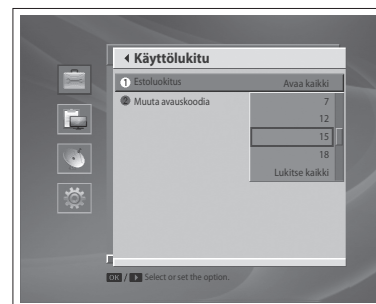 Käyttölukitu
1 Estoluokitus Avaa kaikki
2 Muuta avauskoodia 7
12
15
18
Lukitse kaikki
OK / Select or set the option.